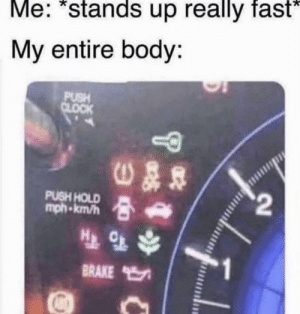 Me: *stands up really fast*
My entire body:
PUSH
CLOCK
PUSH HOLD
mph•km/h
2
BRAKE
1